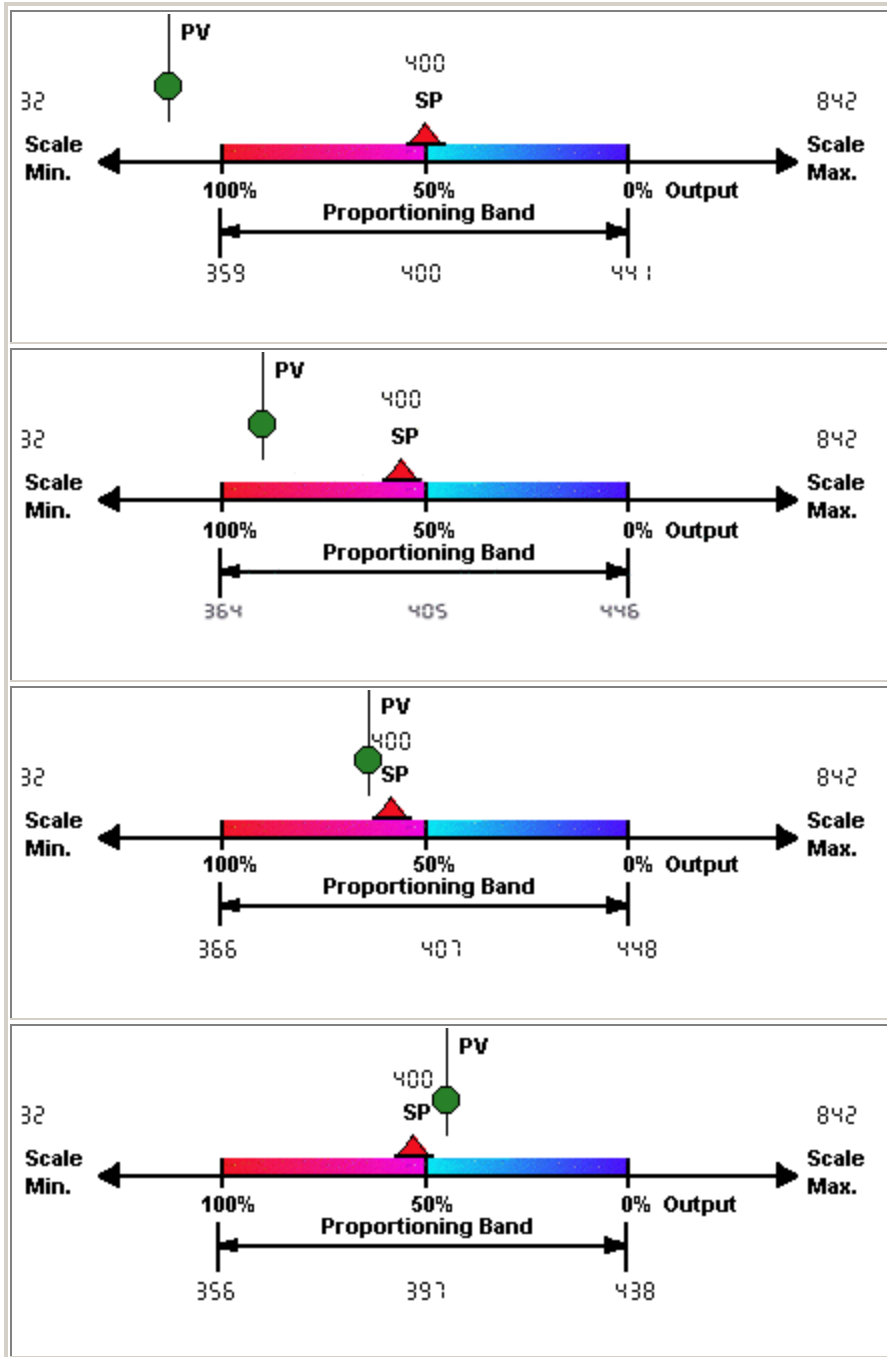 PV
400
32 SP 842
Scale Scale
Min. Max.
100% 50% 0% Output
Proportioning Band
359 400 441
PV
400
32 SP 842
Scale Scale
Min. Max.
100% 50% 0% Output
Proportioning Band
364 405 446
PV
400
32 SP 842
Scale Scale
Min. Max.
100% 50% 0% Output
Proportioning Band
366 407 448
PV
400
32 SP 842
Scale Scale
Min. Max.
100% 50% 0% Output
Proportioning Band
356 397 438